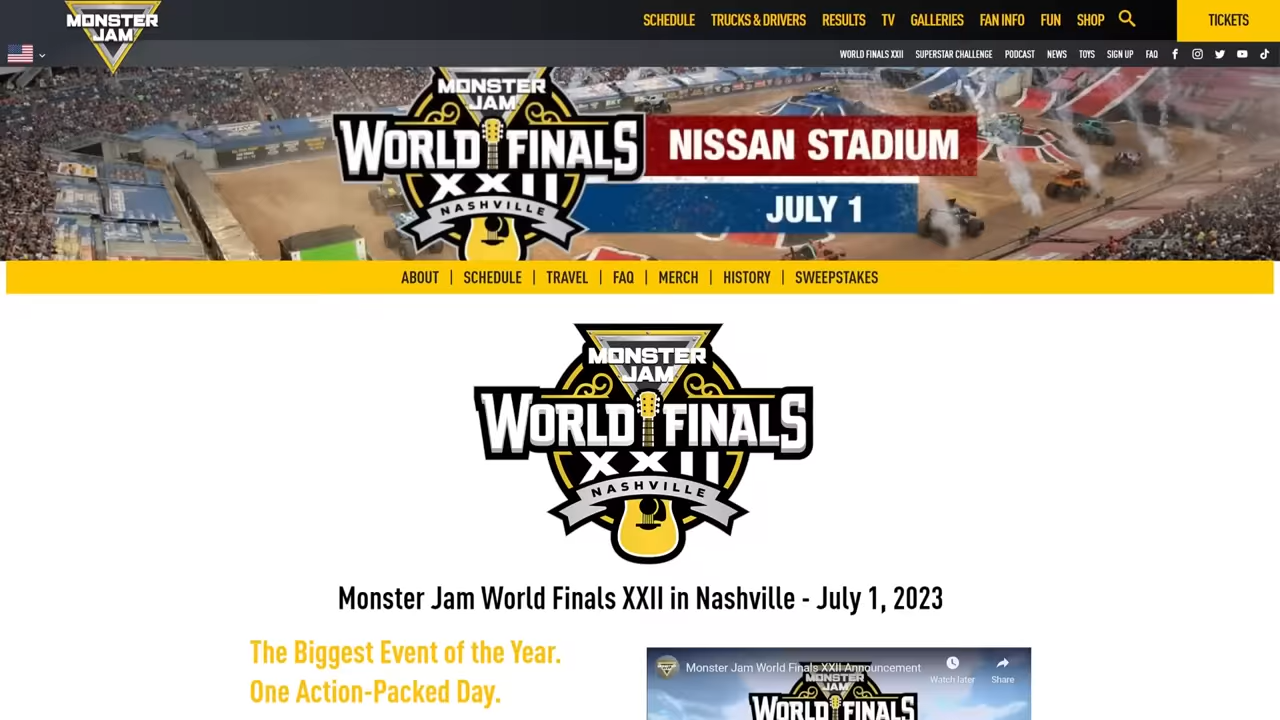 MONSTER JAM
SCHEDULE TRUCKS & DRIVERS RESULTS TV GALLERIES FAN INFO FUN SHOP TICKETS
WORLD FINALS XXII SUPERSTAR CHALLENGE PODCAST NEWS TOYS SIGN UP FAQ
MONSTER
JAM
WORLD FINALS
XXII
NASHVILLE
NISSAN STADIUM
JULY 1
ABOUT | SCHEDULE | TRAVEL | FAQ | MERCH | HISTORY | SWEEPSTAKES
MONSTER
JAM
WORLD FINALS
XXII
NASHVILLE
Monster Jam World Finals XXII in Nashville - July 1, 2023
The Biggest Event of the Year.
One Action-Packed Day.
Monster Jam World Finals XXII Announcement
Watch later Share
MONSTER
JAM
WORLD FINALS